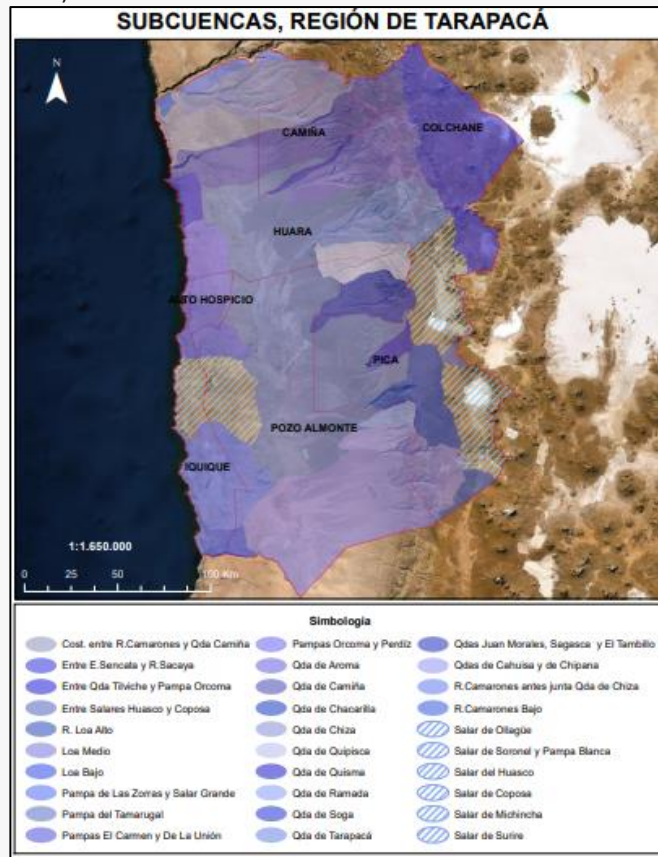 SUBCUENCAS, REGIÓN DE TARAPACÁ
N
CAMIÑA
COLCHANE
HUARA
ALTO HOSPICIO
PICA
POZO ALMONTE
IQUIQUE
1:1.650.000
0 25 50 100 Km
Simbología
Cost. entre R.Camarones y Qda Camiña
Entre E.Sencata y R.Sacaya
Entre Qda Tilviche y Pampa Orcoma
Entre Salares Huasco y Coposa
R. Loa Alto
Loa Medio
Loa Bajo
Pampa de Las Zorras y Salar Grande
Pampa del Tamarugal
Pampas El Carmen y De La Unión
Pampas Orcoma y Perdiz
Qda de Aroma
Qda de Camiña
Qda de Chacarilla
Qda de Chiza
Qda de Quipisca
Qda de Quisma
Qda de Ramada
Qda de Soga
Qda de Tarapacá
Qdas Juan Morales, Sagasca y El Tambillo
Qdas de Cahuisa y de Chipana
R.Camarones antes junta Qda de Chiza
R.Camarones Bajo
Salar de Ollagüe
Salar de Soronel y Pampa Blanca
Salar del Huasco
Salar de Coposa
Salar de Michincha
Salar de Surire